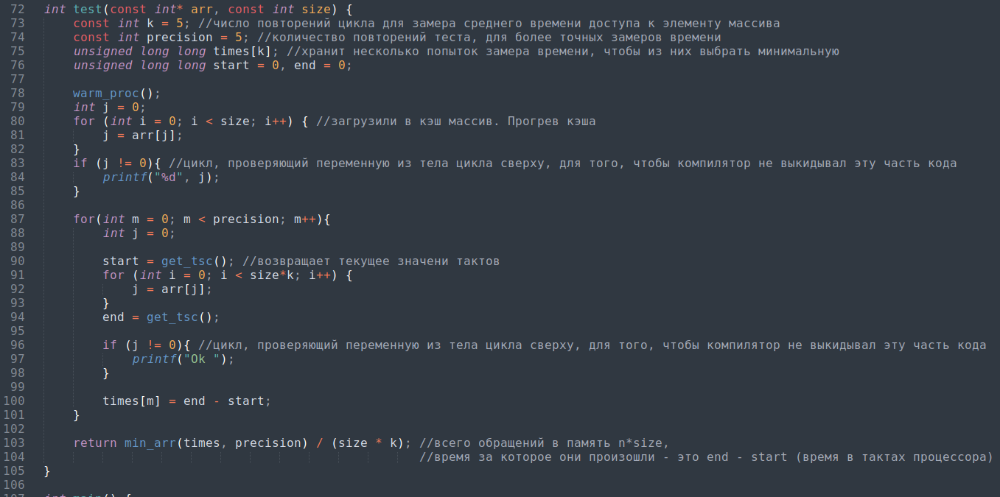 72 int test(const int* arr, const int size) {
73     const int k = 5; //число повторений цикла для замера среднего времени доступа к элементу массива
74     const int precision = 5; //количество повторений теста, для более точных замеров времени
75     unsigned long long times[k]; //хранит несколько попыток замера времени, чтобы из них выбрать минимальную
76     unsigned long long start = 0, end = 0;
77
78     warm_proc();
79     int j = 0;
80     for (int i = 0; i < size; i++) { //загрузили в кэш массив. Прогрев кэша
81         j = arr[j];
82     }
83     if (j != 0){ //цикл, проверяющий переменную из тела цикла сверху, для того, чтобы компилятор не выкидывал эту часть кода
84         printf("%d", j);
85     }
86
87     for(int m = 0; m < precision; m++){
88         int j = 0;
89
90         start = get_tsc(); //возвращает текущее значени тактов
91         for (int i = 0; i < size*k; i++) {
92             j = arr[j];
93         }
94         end = get_tsc();
95
96         if (j != 0){ //цикл, проверяющий переменную из тела цикла сверху, для того, чтобы компилятор не выкидывал эту часть кода
97             printf("Ok ");
98         }
99
100         times[m] = end - start;
101     }
102
103     return min_arr(times, precision) / (size * k); //всего обращений в память n*size,
104                                                    //время за которое они произошли - это end - start (время в тактах процессора)
105 }
106
107 int main() {